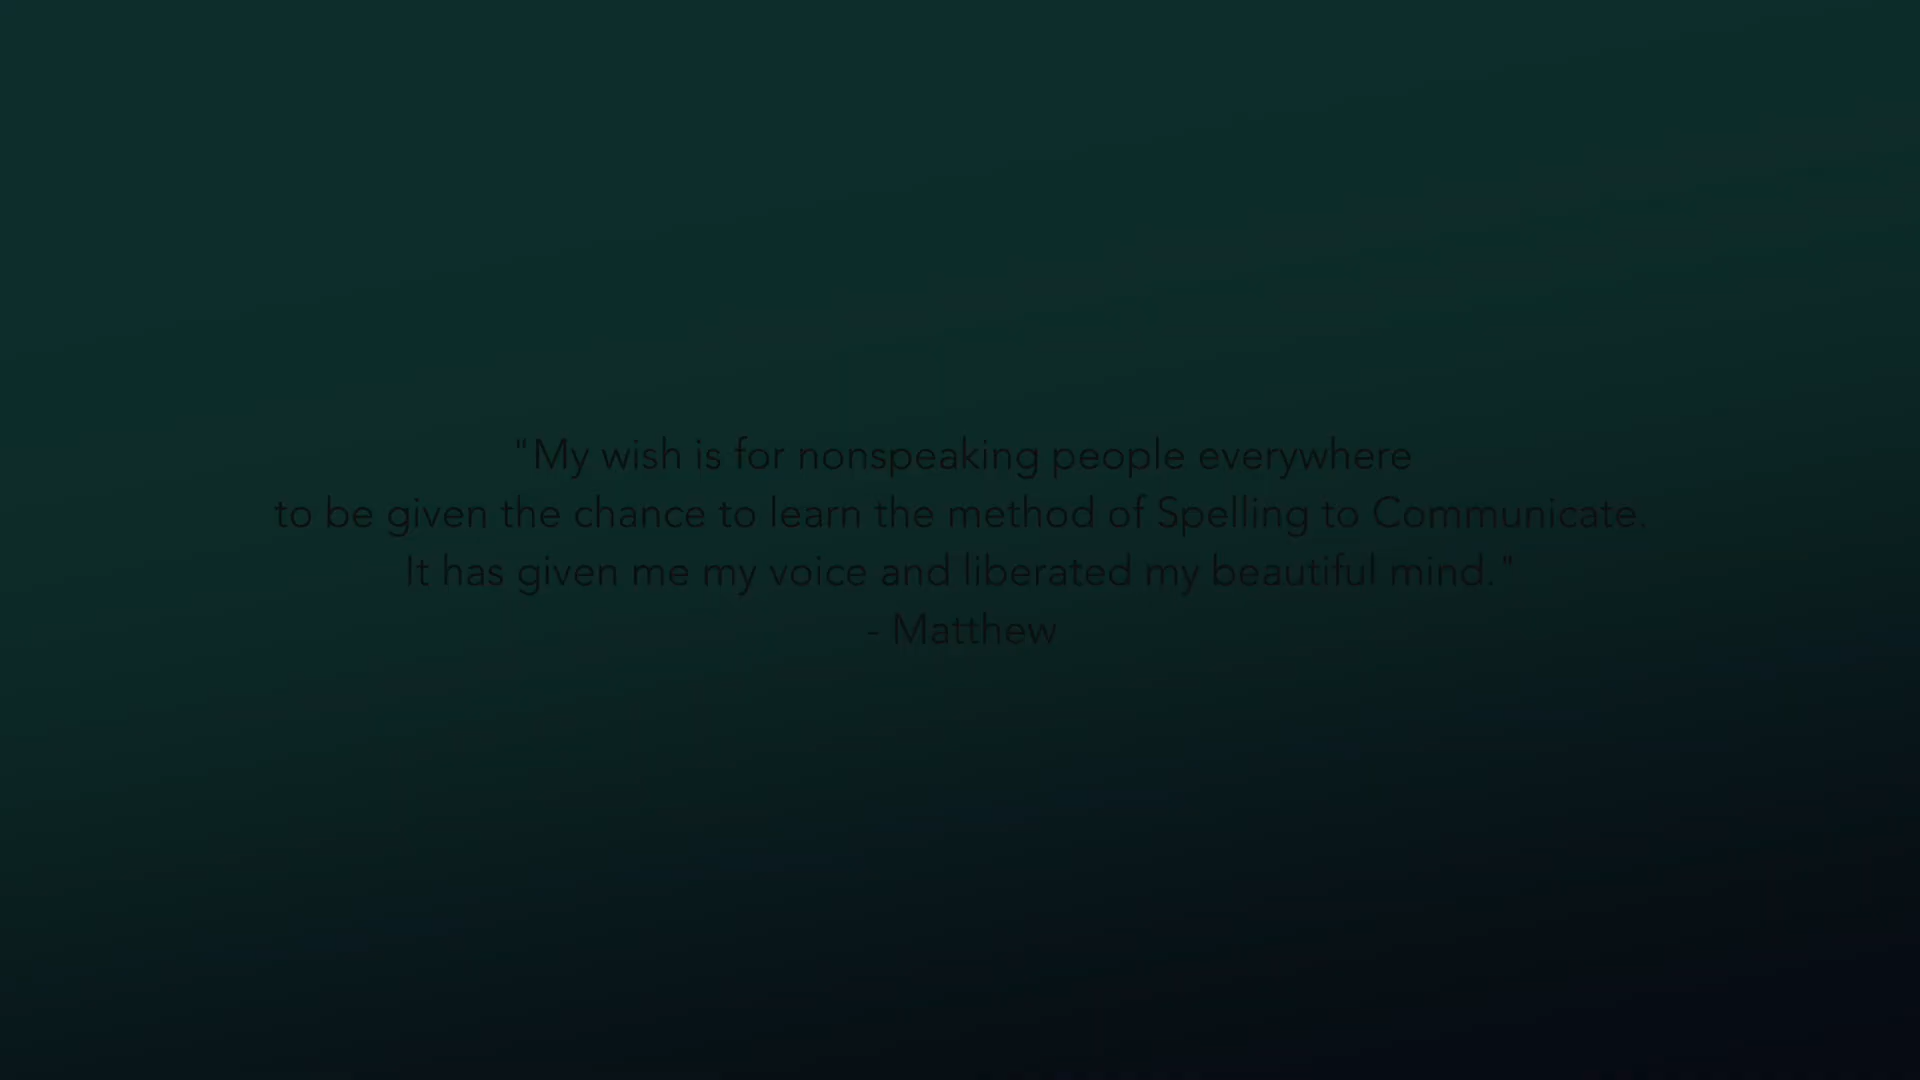 "My wish is for nonspeaking people everywhere
to be given the chance to learn the method of Spelling to Communicate.
It has given me my voice and liberated my beautiful mind."
- Matthew